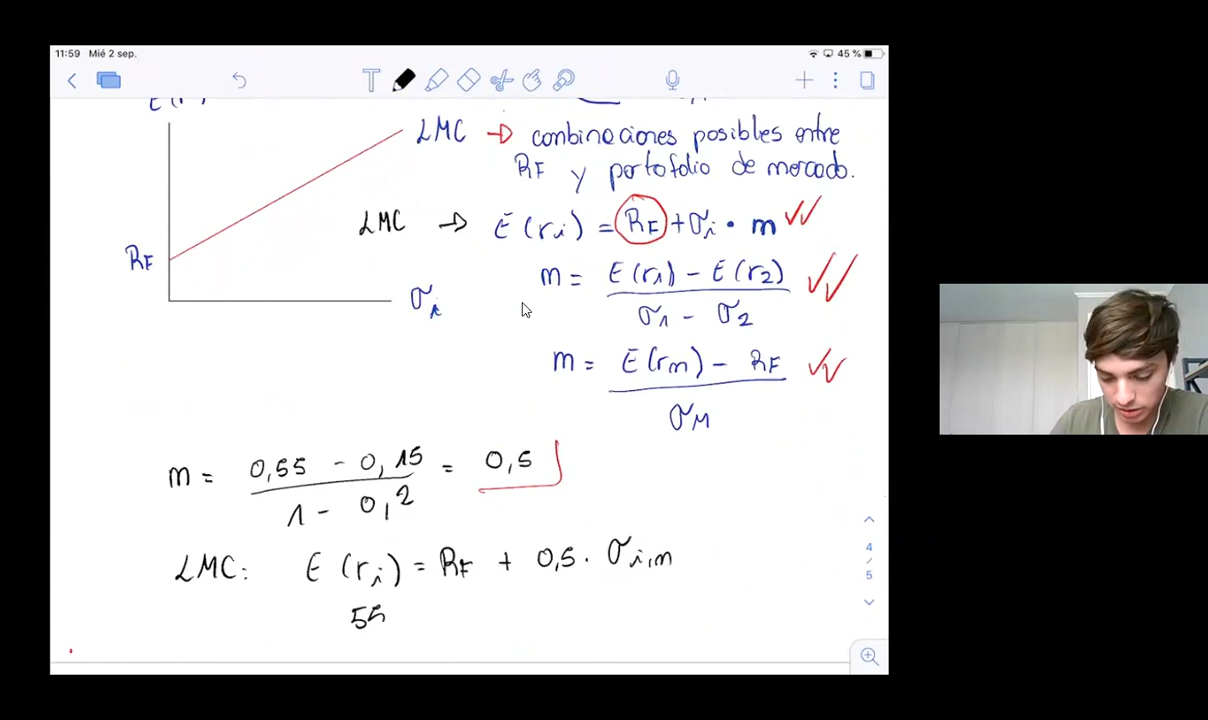 11:59 Mié 2 sep.
45 %
E(r)
LMC → combinaciones posibles entre
RF y portofolio de mercado.
LMC → E(ri) = RF + σi · m
RF
m = E(r1) - E(r2)
σ1 - σ2
σi
m = E(rm) - RF
σM
m = 0,55 - 0,15 = 0,5
1 - 0,2
LMC: E(ri) = RF + 0,5 · σi,m
55
4
/
5